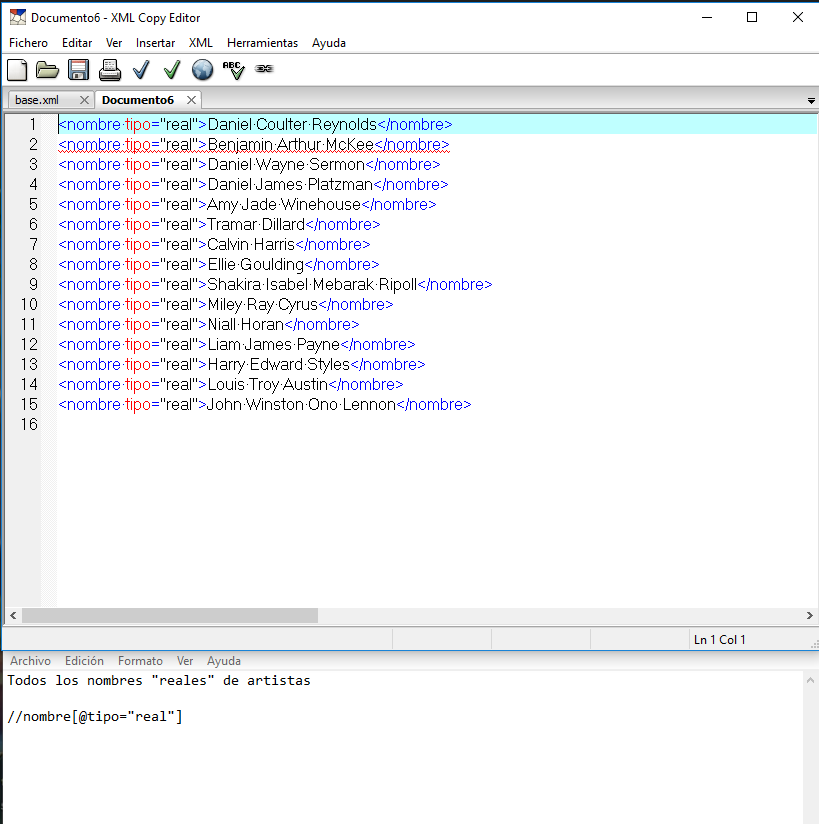 Documento6 - XML Copy Editor
Fichero Editar Ver Insertar XML Herramientas Ayuda
ABC
base.xml Documento6
1 <nombre tipo="real">Daniel Coulter Reynolds</nombre>
2 <nombre tipo="real">Benjamin Arthur McKee</nombre>
3 <nombre tipo="real">Daniel Wayne Sermon</nombre>
4 <nombre tipo="real">Daniel James Platzman</nombre>
5 <nombre tipo="real">Amy Jade Winehouse</nombre>
6 <nombre tipo="real">Tramar Dillard</nombre>
7 <nombre tipo="real">Calvin Harris</nombre>
8 <nombre tipo="real">Ellie Goulding</nombre>
9 <nombre tipo="real">Shakira Isabel Mebarak Ripoll</nombre>
10 <nombre tipo="real">Miley Ray Cyrus</nombre>
11 <nombre tipo="real">Niall Horan</nombre>
12 <nombre tipo="real">Liam James Payne</nombre>
13 <nombre tipo="real">Harry Edward Styles</nombre>
14 <nombre tipo="real">Louis Troy Austin</nombre>
15 <nombre tipo="real">John Winston Ono Lennon</nombre>
16
Ln 1 Col 1
Archivo Edición Formato Ver Ayuda
Todos los nombres "reales" de artistas
//nombre[@tipo="real"]